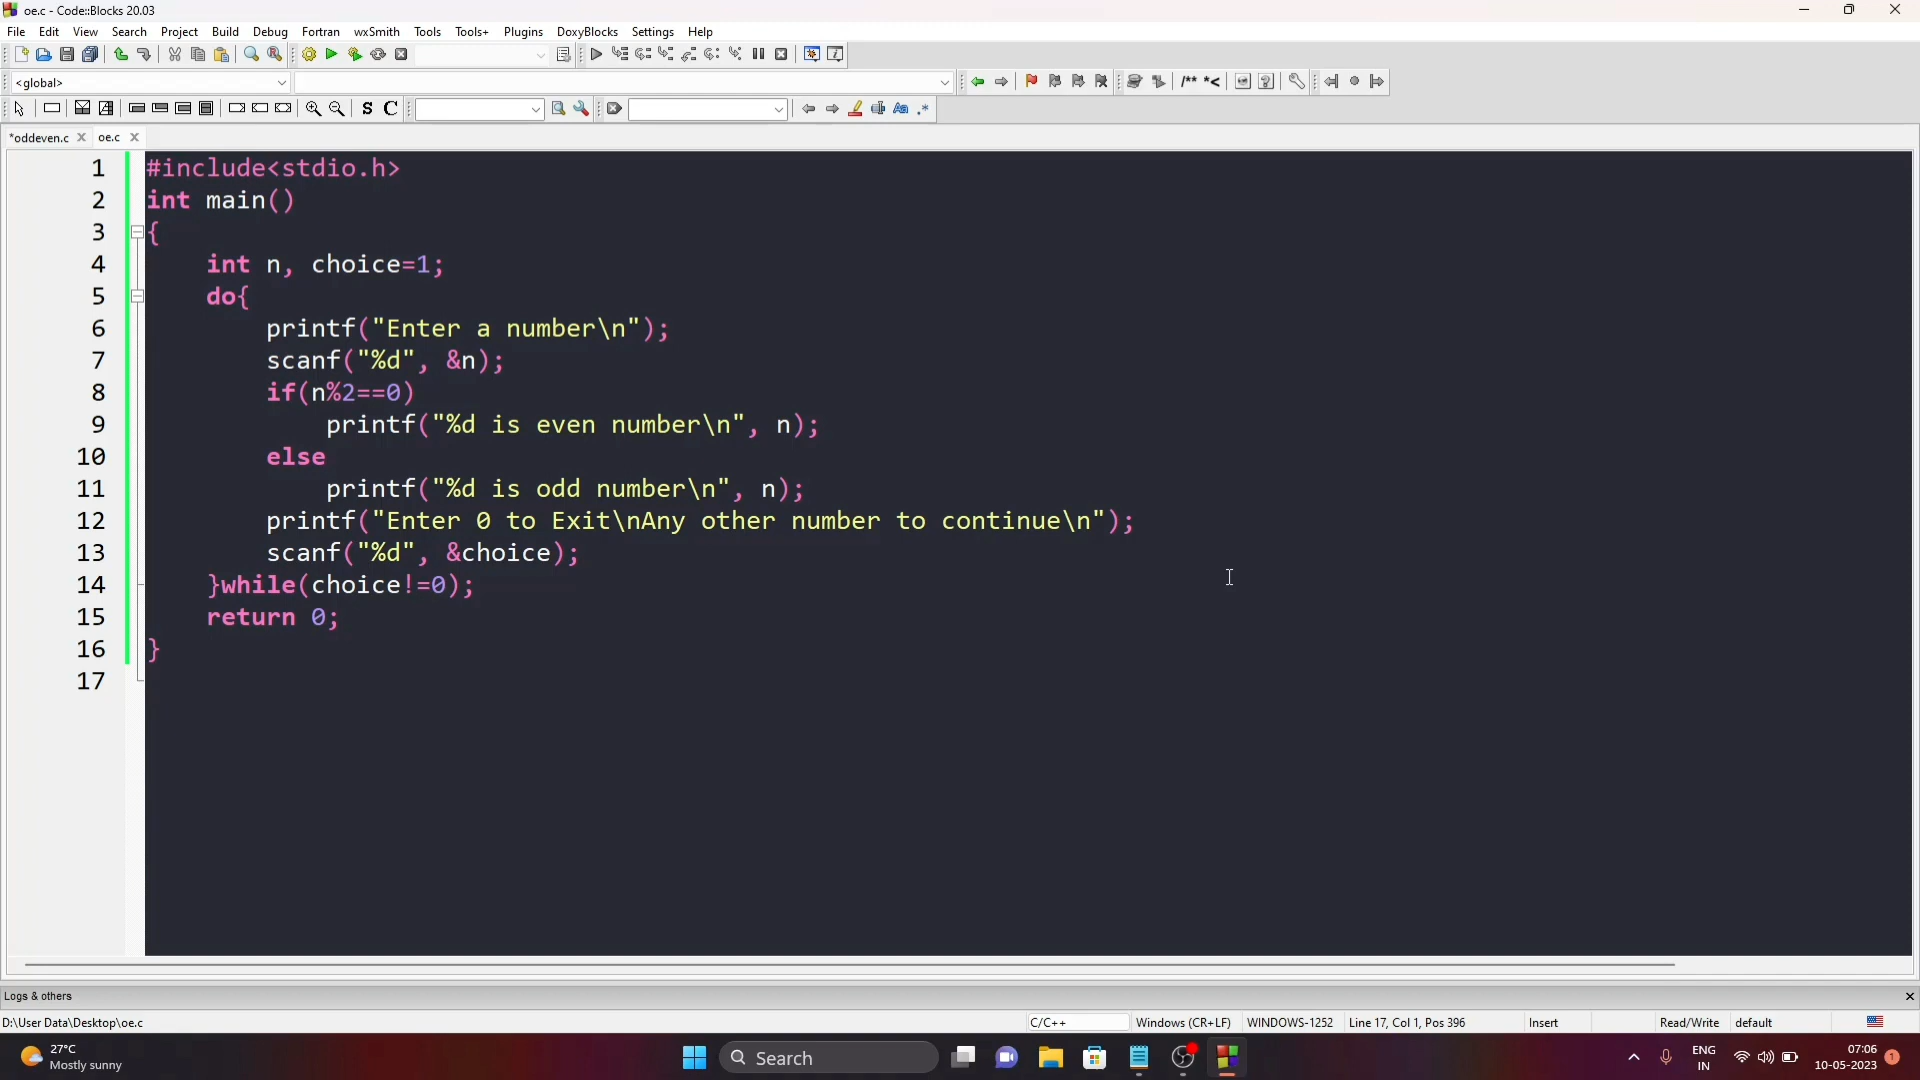 oe.c - Code::Blocks 20.03
File Edit View Search Project Build Debug Fortran wxSmith Tools Tools+ Plugins DoxyBlocks Settings Help
<global>
/** *<
S C Aa .*
*oddeven.c oe.c
1 #include<stdio.h>
2 int main()
3 {
4 int n, choice=1;
5 do{
6 printf("Enter a number\n");
7 scanf("%d", &n);
8 if(n%2==0)
9 printf("%d is even number\n", n);
10 else
11 printf("%d is odd number\n", n);
12 printf("Enter 0 to Exit\nAny other number to continue\n");
13 scanf("%d", &choice);
14 }while(choice!=0);
15 return 0;
16 }
17
Logs & others
D:\User Data\Desktop\oe.c C/C++ Windows (CR+LF) WINDOWS-1252 Line 17, Col 1, Pos 396 Insert Read/Write default
27°C
Mostly sunny
Search
ENG
IN
07:06
10-05-2023
1